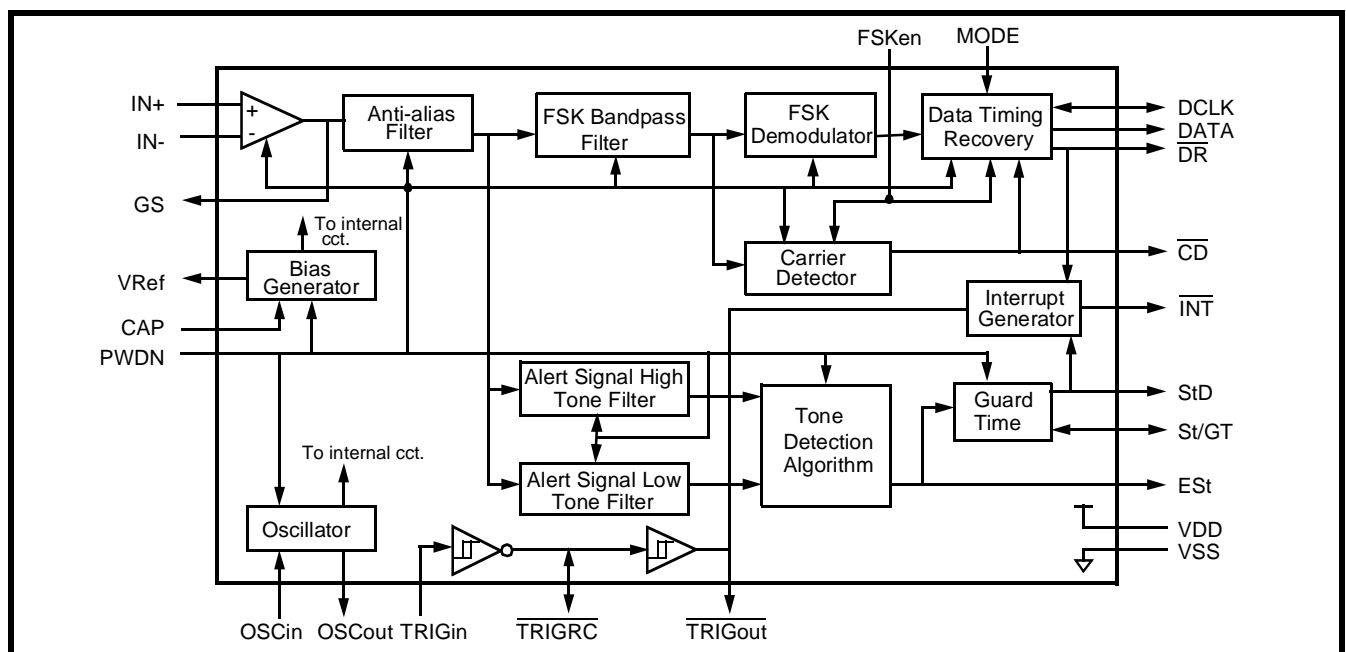 FSKen
MODE
IN+
IN-
+
-
Anti-alias
Filter
FSK Bandpass
Filter
FSK
Demodulator
Data Timing
Recovery
DCLK
DATA
DR
GS
To internal
cct.
VRef
Bias
Generator
Carrier
Detector
CD
CAP
Interrupt
Generator
INT
PWDN
Alert Signal High
Tone Filter
Tone
Detection
Algorithm
Guard
Time
StD
St/GT
To internal cct.
Alert Signal Low
Tone Filter
ESt
Oscillator
VDD
VSS
OSCin
OSCout
TRIGin
TRIGRC
TRIGout